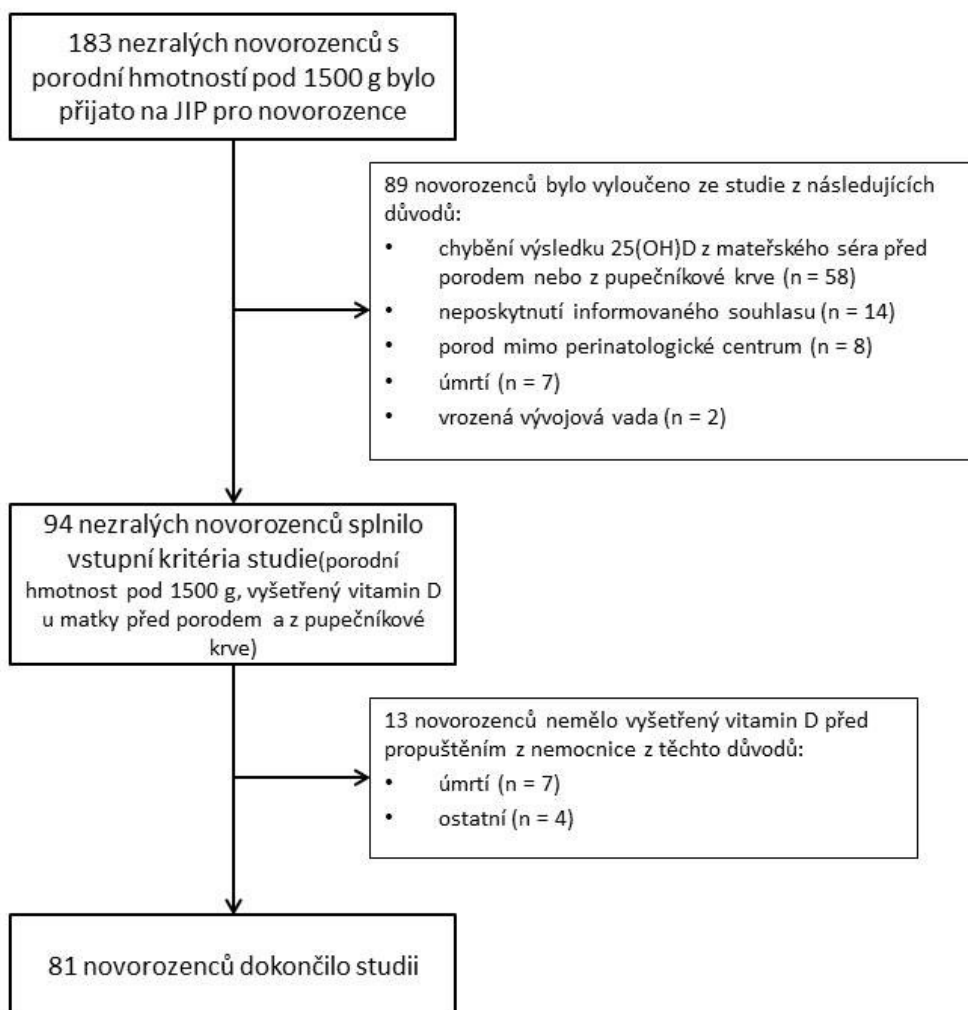 183 nezralých novorozenců s
porodní hmotností pod 1500 g bylo
přijato na JIP pro novorozence
89 novorozenců bylo vyloučeno ze studie z následujících
důvodů:
• chybění výsledku 25(OH)D z mateřského séra před
porodem nebo z pupečníkové krve (n = 58)
• neposkytnutí informovaného souhlasu (n = 14)
• porod mimo perinatologické centrum (n = 8)
• úmrtí (n = 7)
• vrozená vývojová vada (n = 2)
94 nezralých novorozenců splnilo
vstupní kritéria studie(porodní
hmotnost pod 1500 g, vyšetřený vitamin D
u matky před porodem a z pupečníkové
krve)
13 novorozenců nemělo vyšetřený vitamin D před
propuštěním z nemocnice z těchto důvodů:
• úmrtí (n = 7)
• ostatní (n = 4)
81 novorozenců dokončilo studii